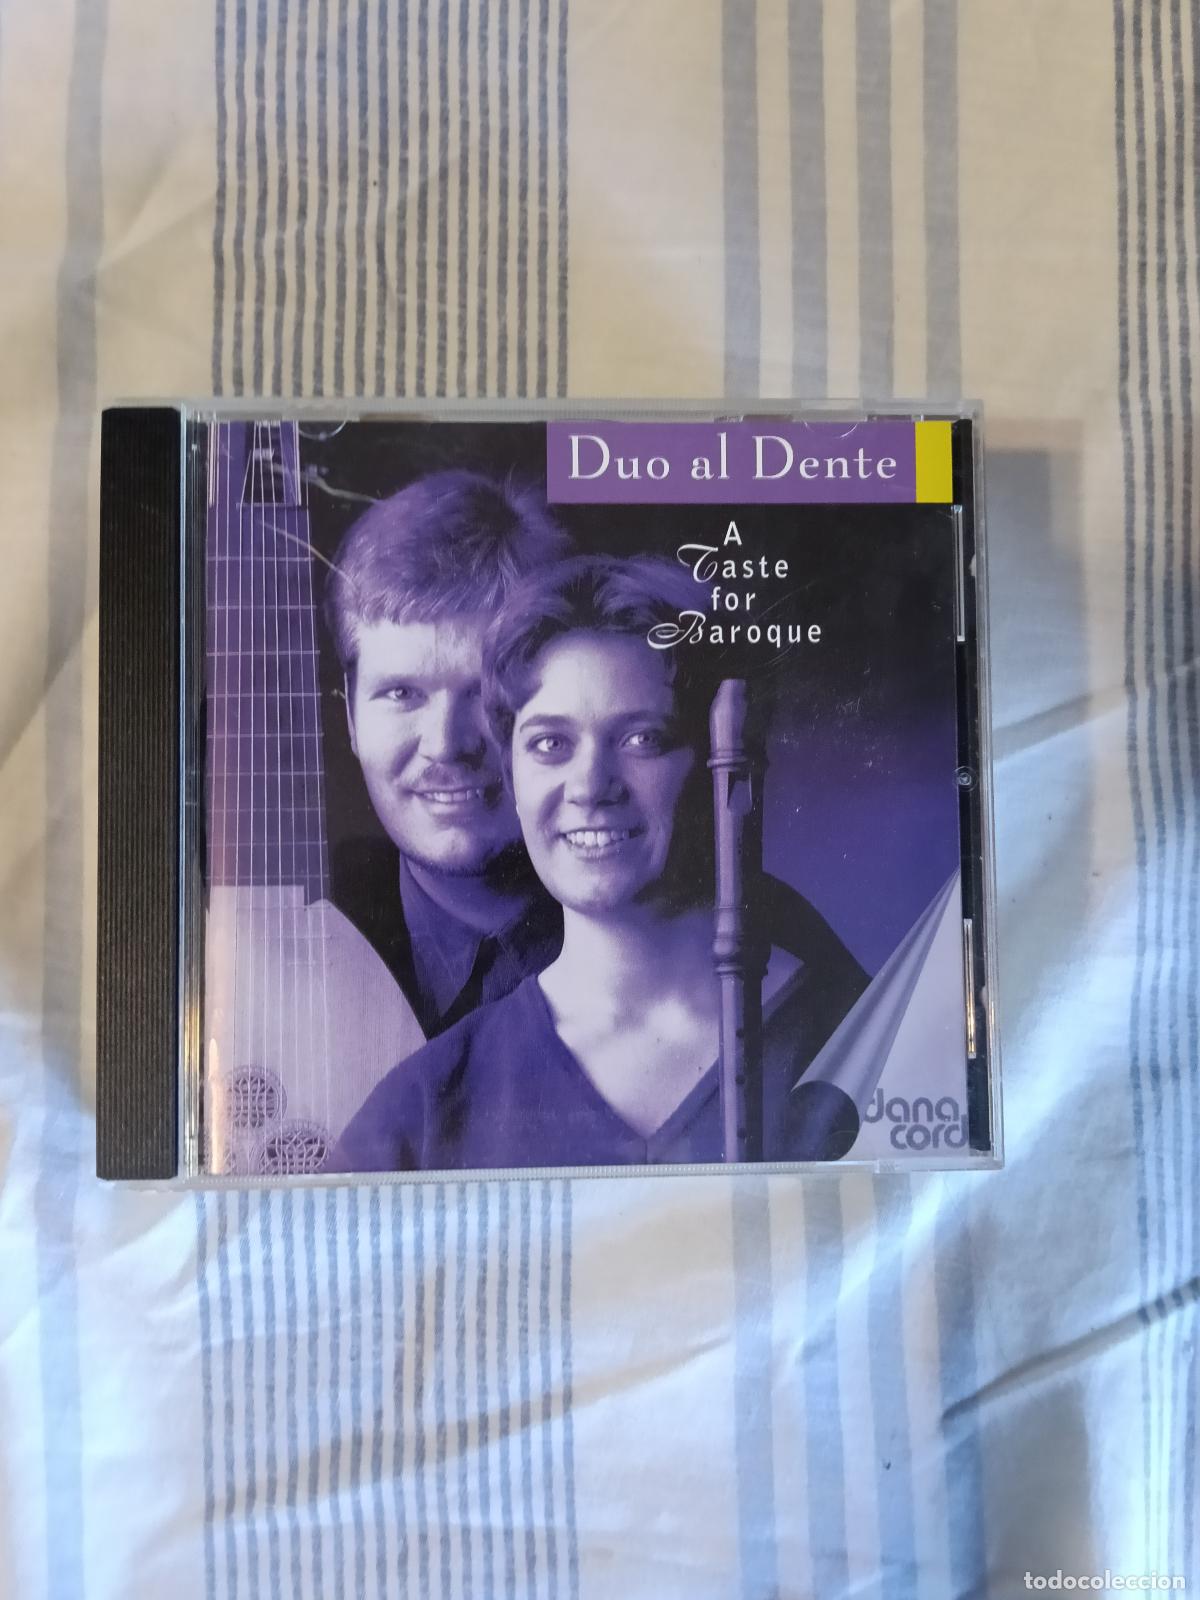 Duo al Dente
A
Taste
for
Baroque
dana
cord
todocoleccion